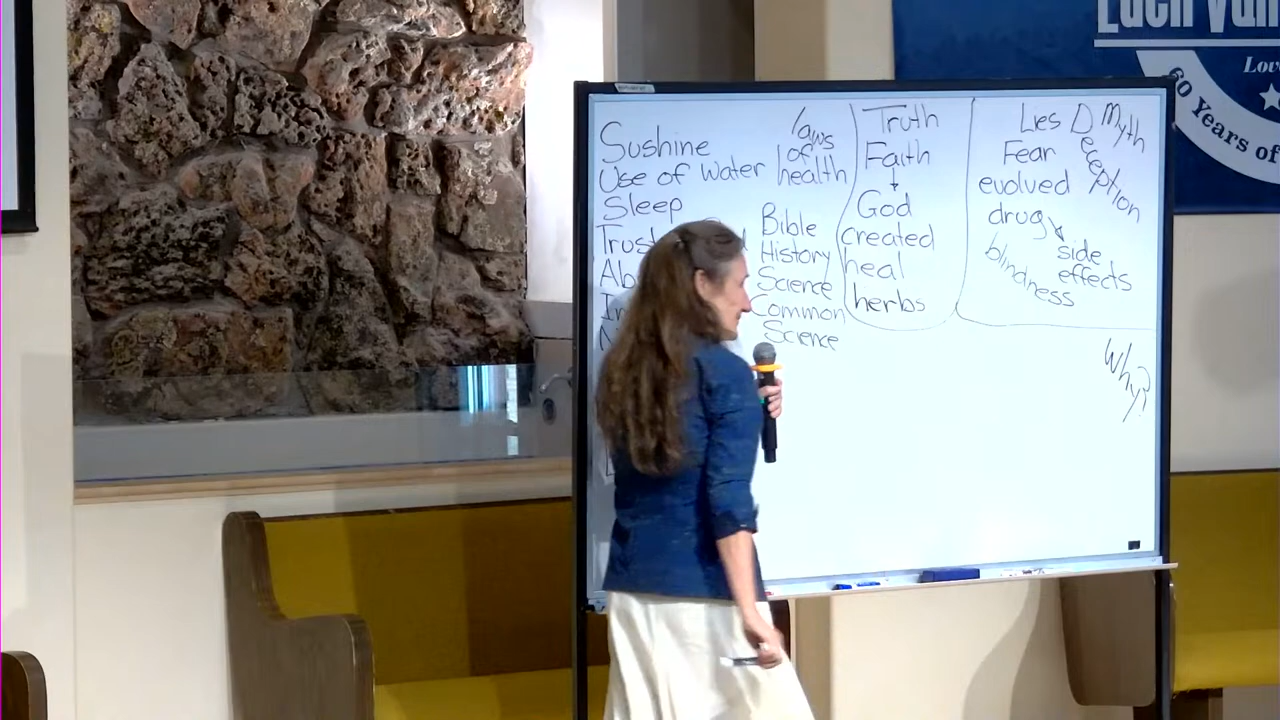 Sushine
Use of water
Sleep
Trust
laws
of
health
Bible
History
Science
Common
Science
Truth
Faith
God
created
heal
herbs
Lies
Fear
evolved
drug
side
effects
blindness
Deception
Myth
Why?
60 Years of